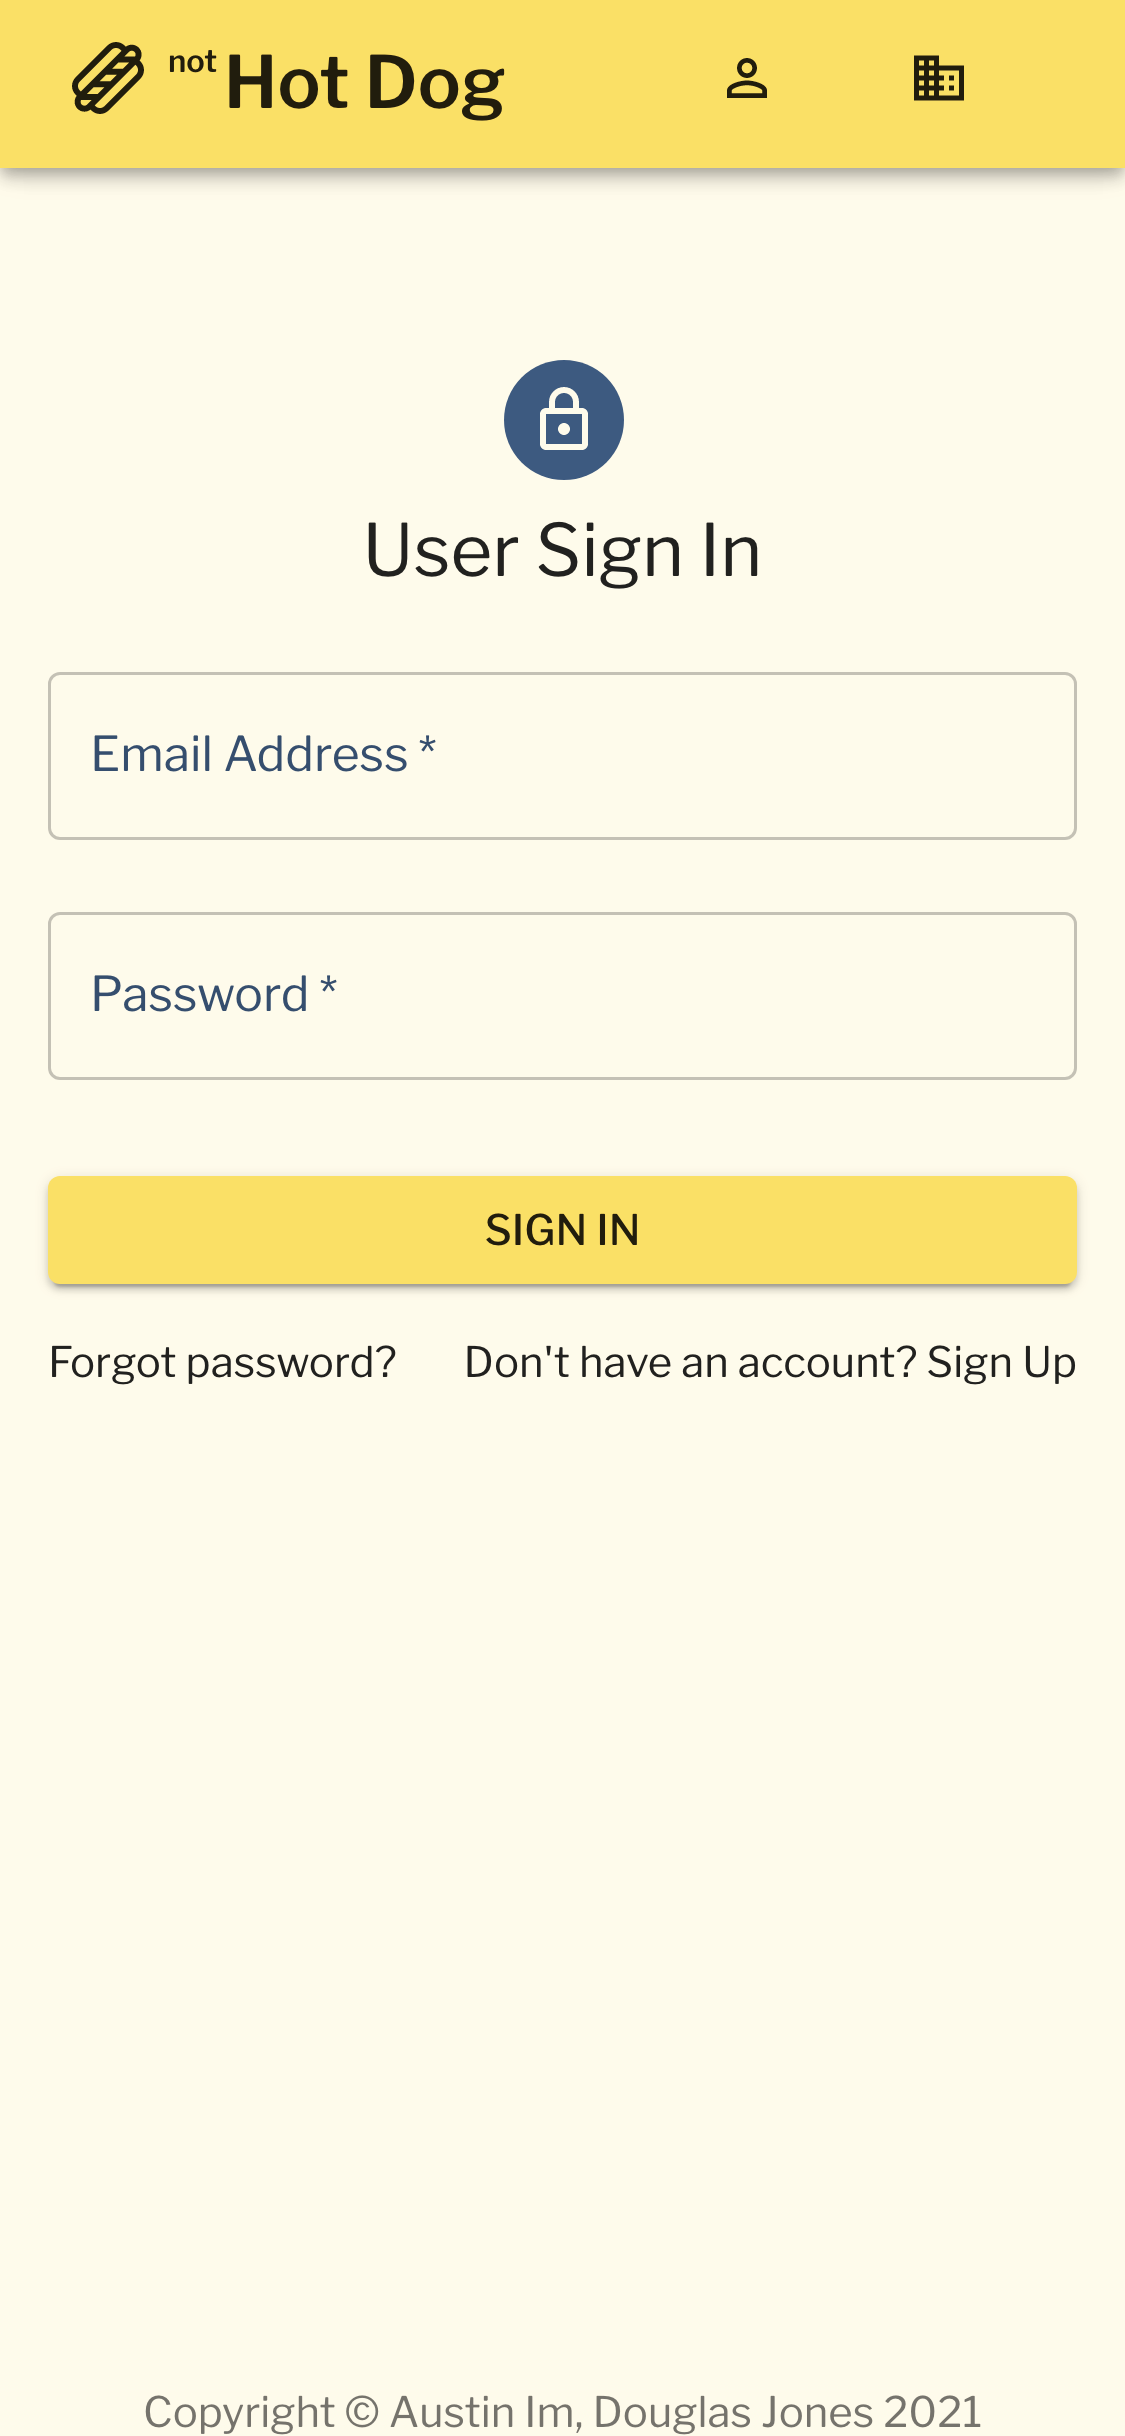 not Hot Dog
User Sign In
Email Address *
Password *
SIGN IN
Forgot password? Don't have an account? Sign Up
Copyright © Austin Im, Douglas Jones 2021